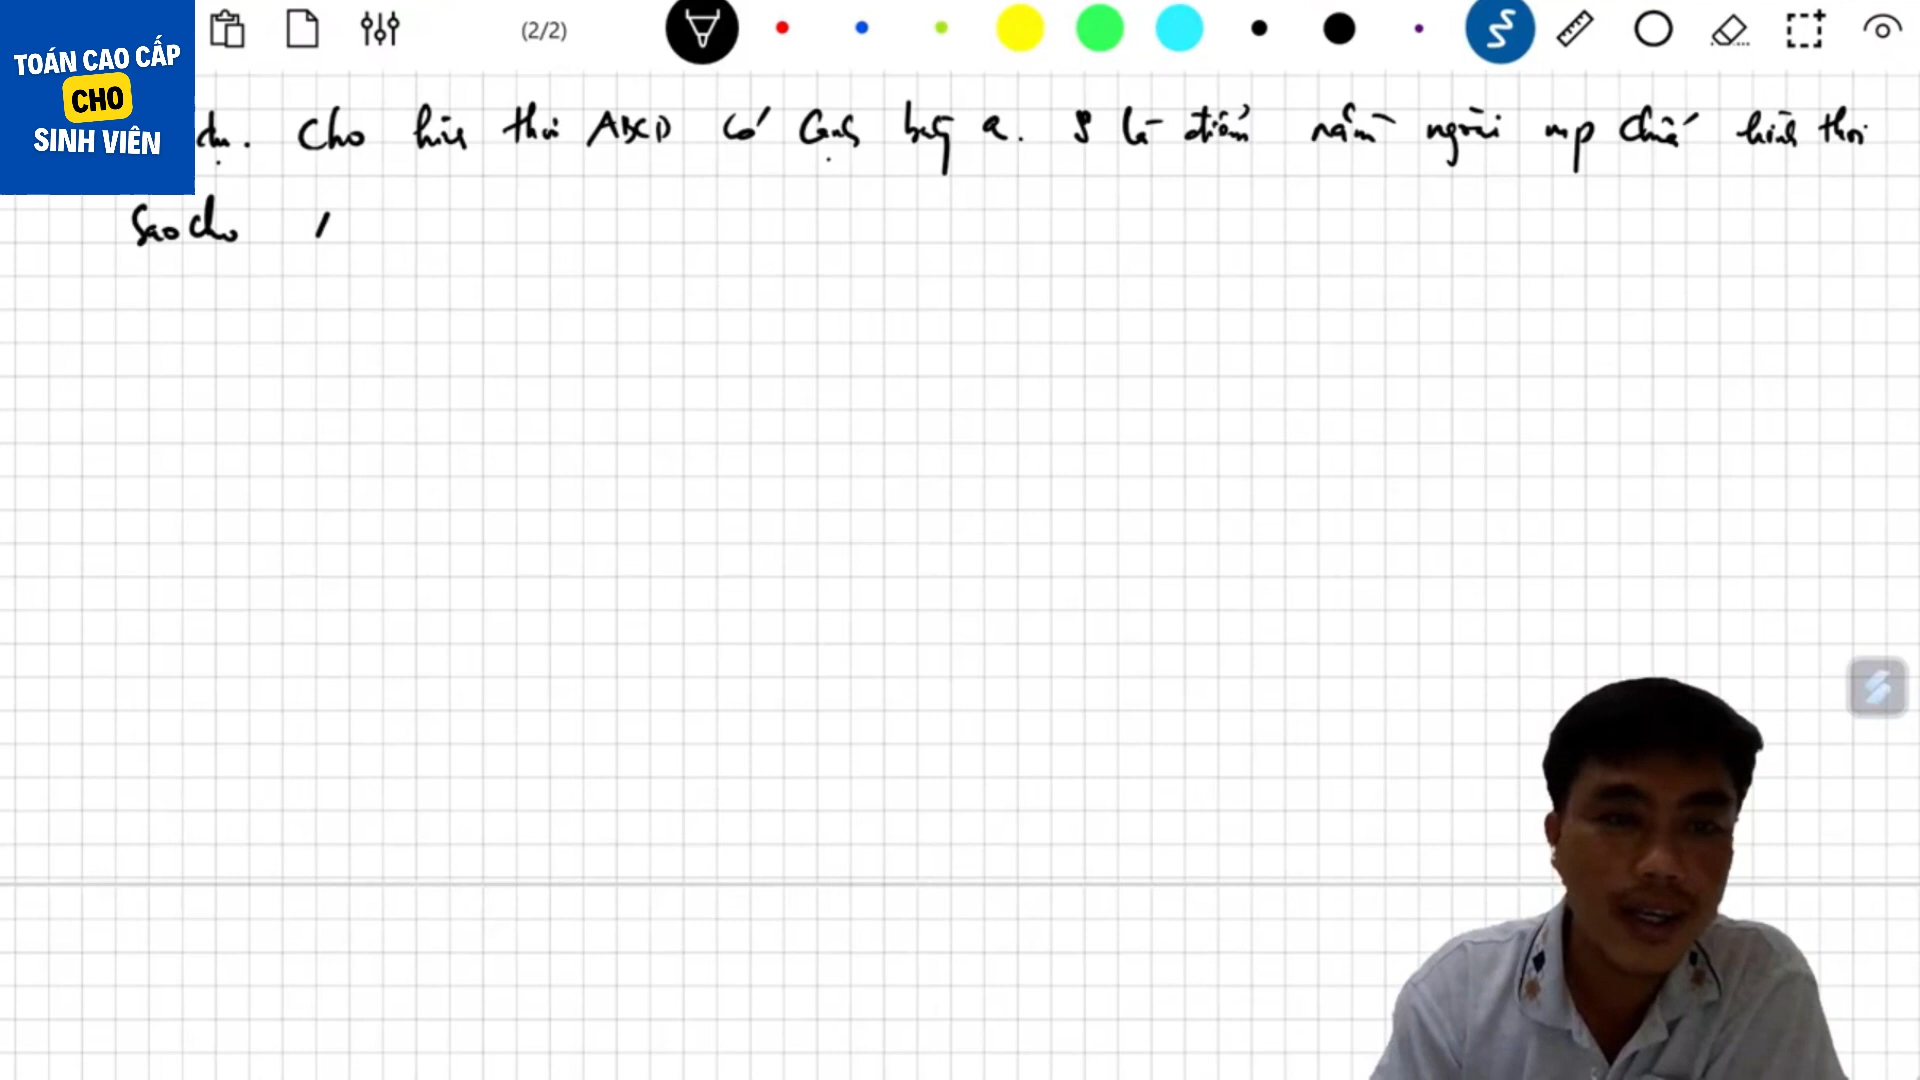 TOÁN CAO CẤP
CHO
SINH VIÊN
(2/2)
dụ. Cho hình thoi ABCD có cạnh bằng a. S là điểm nằm ngoài mp chứa hình thoi
Sao cho